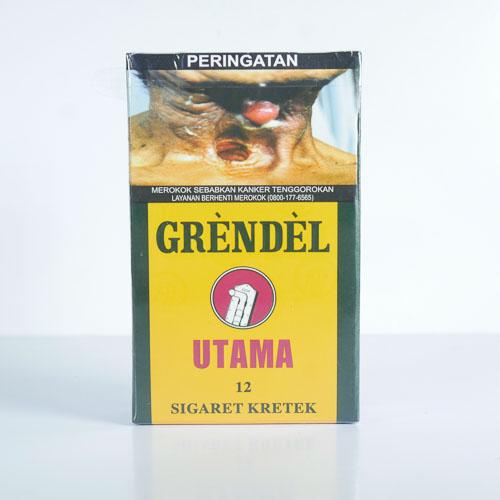 PERINGATAN
MEROKOK SEBABKAN KANKER TENGGOROKAN
LAYANAN BERHENTI MEROKOK (0800-177-6565)
GRÈNDÈL
UTAMA
12
SIGARET KRETEK